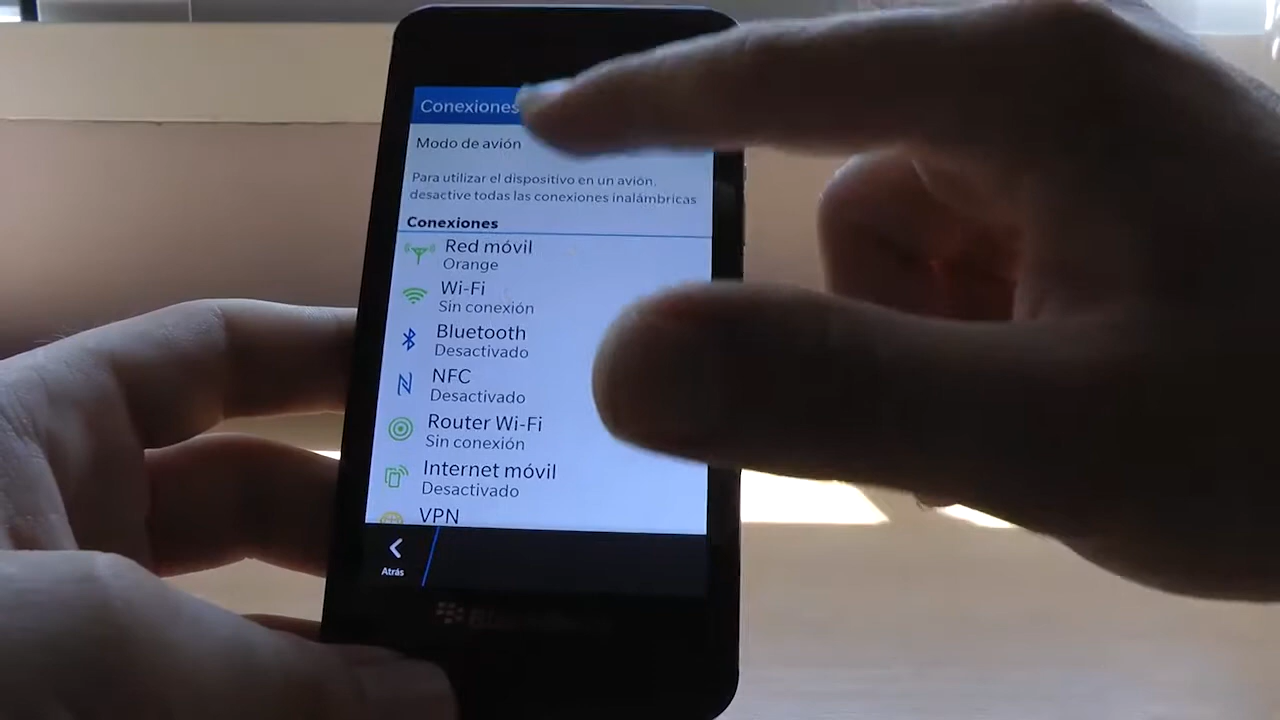 Conexiones
Modo de avión
Para utilizar el dispositivo en un avión,
desactive todas las conexiones inalámbricas
Conexiones
Red móvil
Orange
Wi-Fi
Sin conexión
Bluetooth
Desactivado
NFC
Desactivado
Router Wi-Fi
Sin conexión
Internet móvil
Desactivado
VPN
Atrás